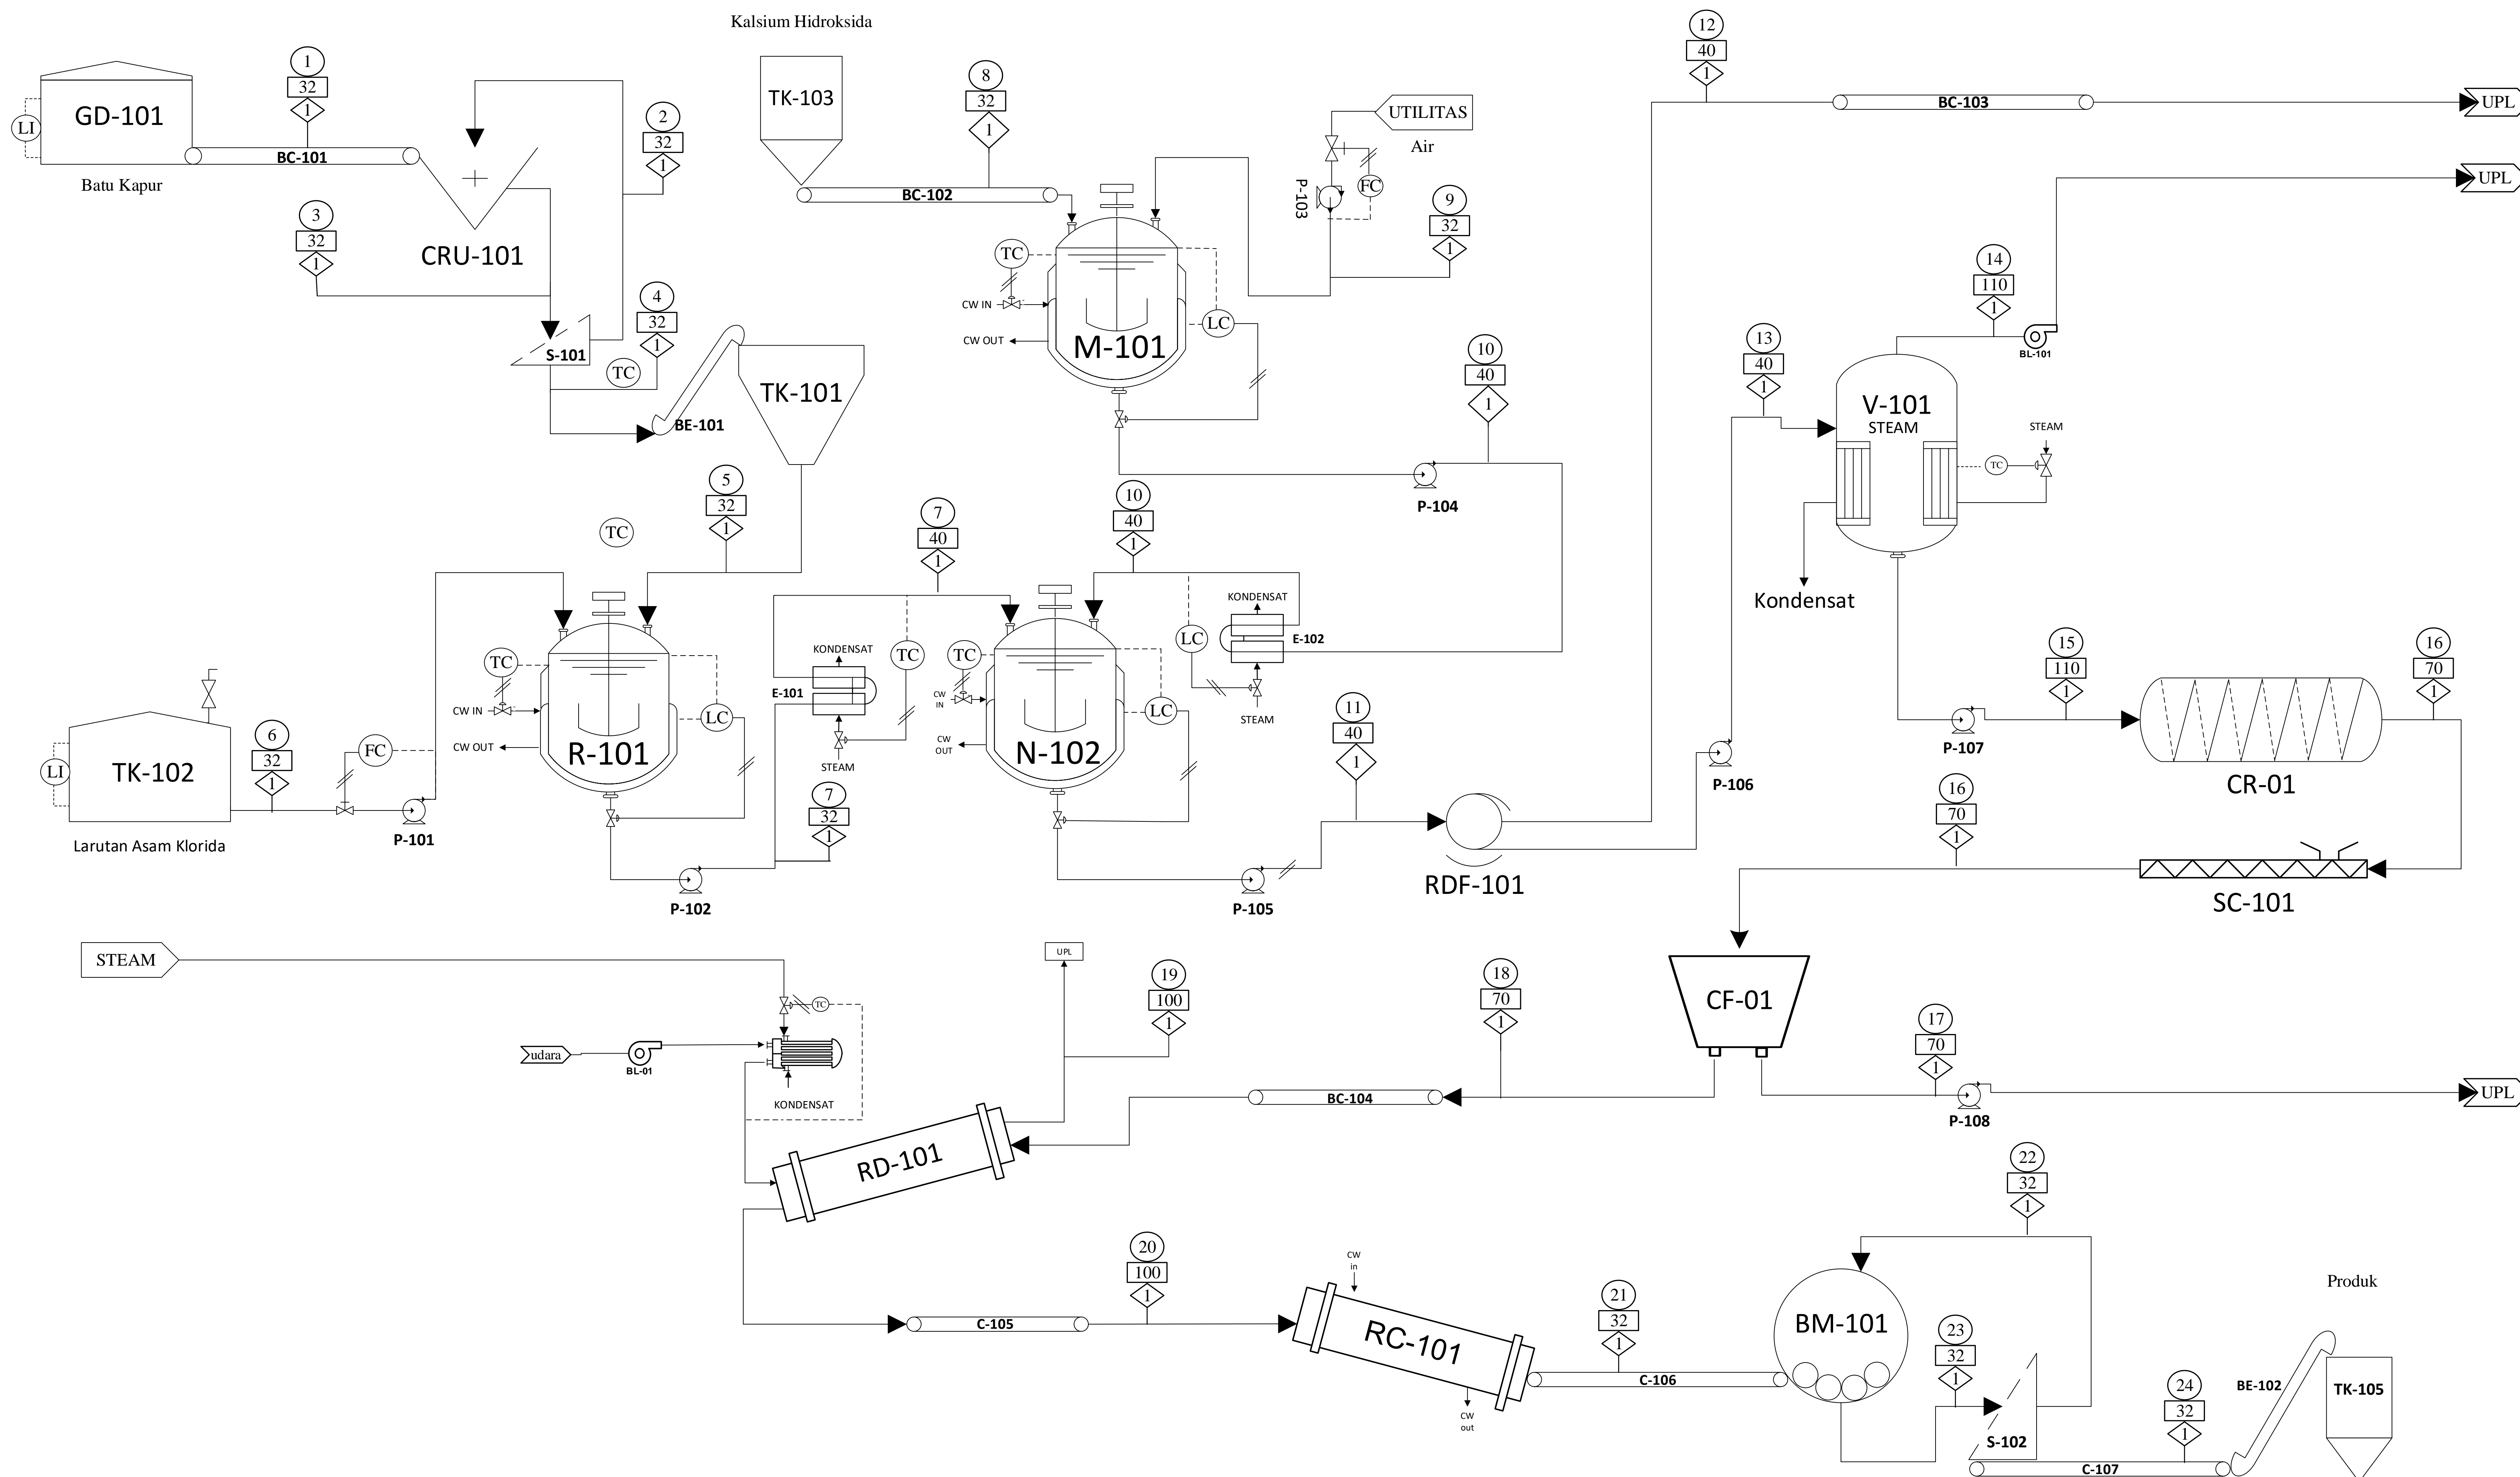 Kalsium Hidroksida
1
32
1
GD-101
LI
BC-101
Batu Kapur
2
32
1
3
32
1
CRU-101
4
32
1
S-101
TC
BE-101
TK-101
TK-103
8
32
1
BC-102
UTILITAS
Air
P-103
FC
9
32
1
TC
CW IN
CW OUT
LC
M-101
10
40
1
P-104
12
40
1
BC-103
UPL
UPL
14
110
1
BL-101
13
40
1
V-101
STEAM
STEAM
TC
Kondensat
5
32
1
TC
7
40
1
10
40
1
TC
CW IN
CW OUT
LC
R-101
KONDENSAT
E-101
STEAM
TC
TC
CW
IN
CW
OUT
LC
N-102
LC
KONDENSAT
E-102
STEAM
LI
TK-102
Larutan Asam Klorida
6
32
1
FC
P-101
7
32
1
P-102
P-105
11
40
1
RDF-101
P-106
P-107
15
110
1
CR-01
16
70
1
16
70
1
SC-101
STEAM
TC
udara
BL-01
KONDENSAT
UPL
19
100
1
18
70
1
CF-01
17
70
1
P-108
UPL
BC-104
RD-101
20
100
1
C-105
CW
in
RC-101
CW
out
21
32
1
C-106
BM-101
22
32
1
23
32
1
S-102
24
32
1
C-107
BE-102
Produk
TK-105